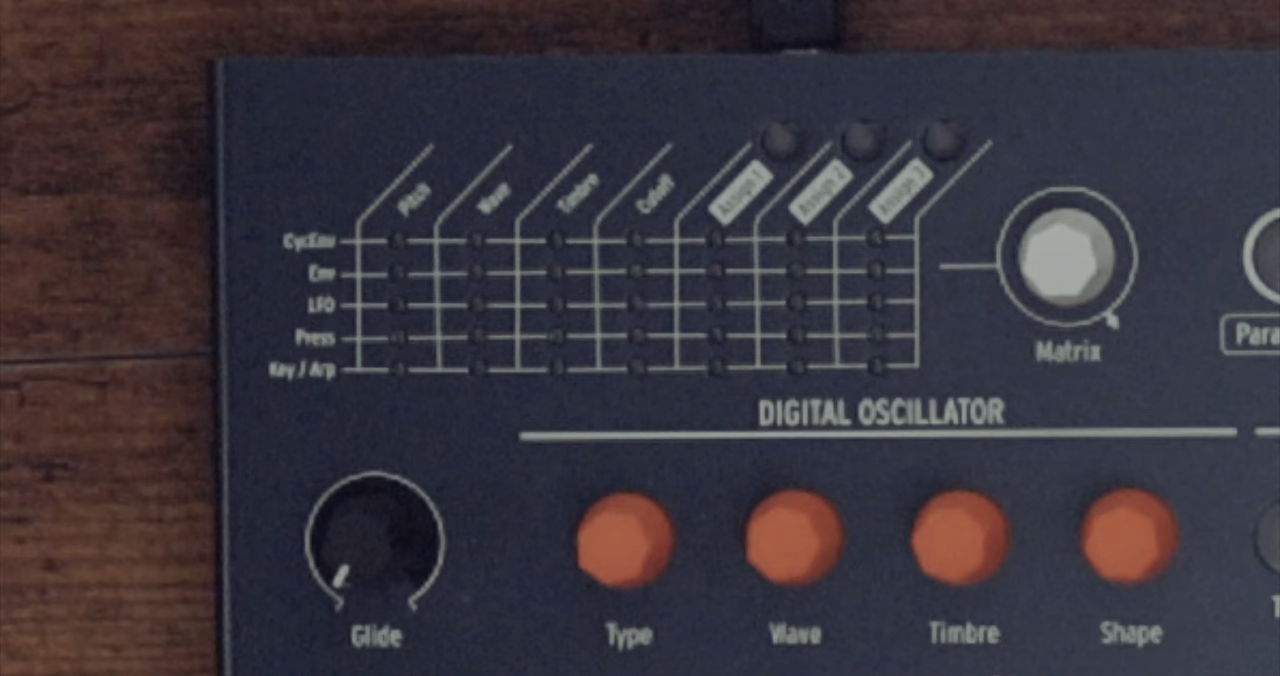 Pitch Wave Timbre Cutoff Assign 1 Assign 2 Assign 3
CycEnv
Env
LFO
Press
Key / Arp
Matrix
Para
DIGITAL OSCILLATOR
Glide Type Wave Timbre Shape T